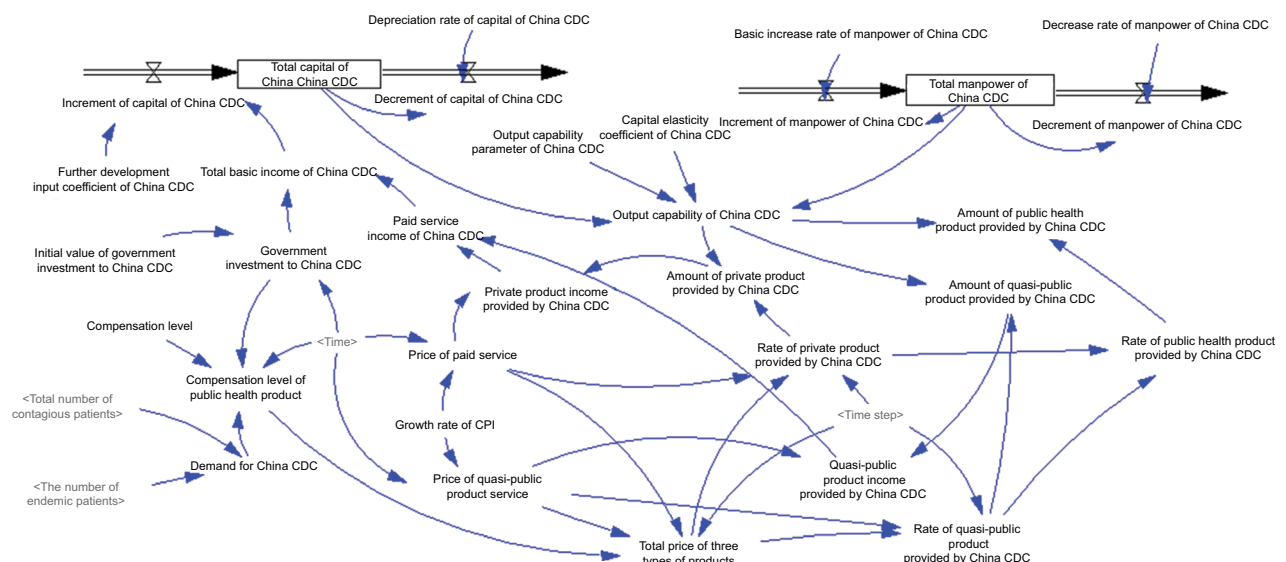 Depreciation rate of capital of China CDC
Basic increase rate of manpower of China CDC
Decrease rate of manpower of China CDC
Total capital of
China China CDC
Total manpower of
China CDC
Increment of capital of China CDC
Decrement of capital of China CDC
Increment of manpower of China CDC
Decrement of manpower of China CDC
Output capability
parameter of China CDC
Capital elasticity
coefficient of China CDC
Further development
input coefficient of China CDC
Total basic income of China CDC
Paid service
income of China CDC
Output capability of China CDC
Amount of public health
product provided by China CDC
Initial value of government
investment to China CDC
Government
investment to China CDC
Private product income
provided by China CDC
Amount of private product
provided by China CDC
Amount of quasi-public
product provided by China CDC
Compensation level
<Time>
Price of paid service
Rate of private product
provided by China CDC
Rate of public health product
provided by China CDC
Compensation level of
public health product
<Total number of
contagious patients>
Growth rate of CPI
<Time step>
Demand for China CDC
<The number of
endemic patients>
Price of quasi-public
product service
Quasi-public
product income
provided by China CDC
Total price of three
types of products
Rate of quasi-public
product
provided by China CDC